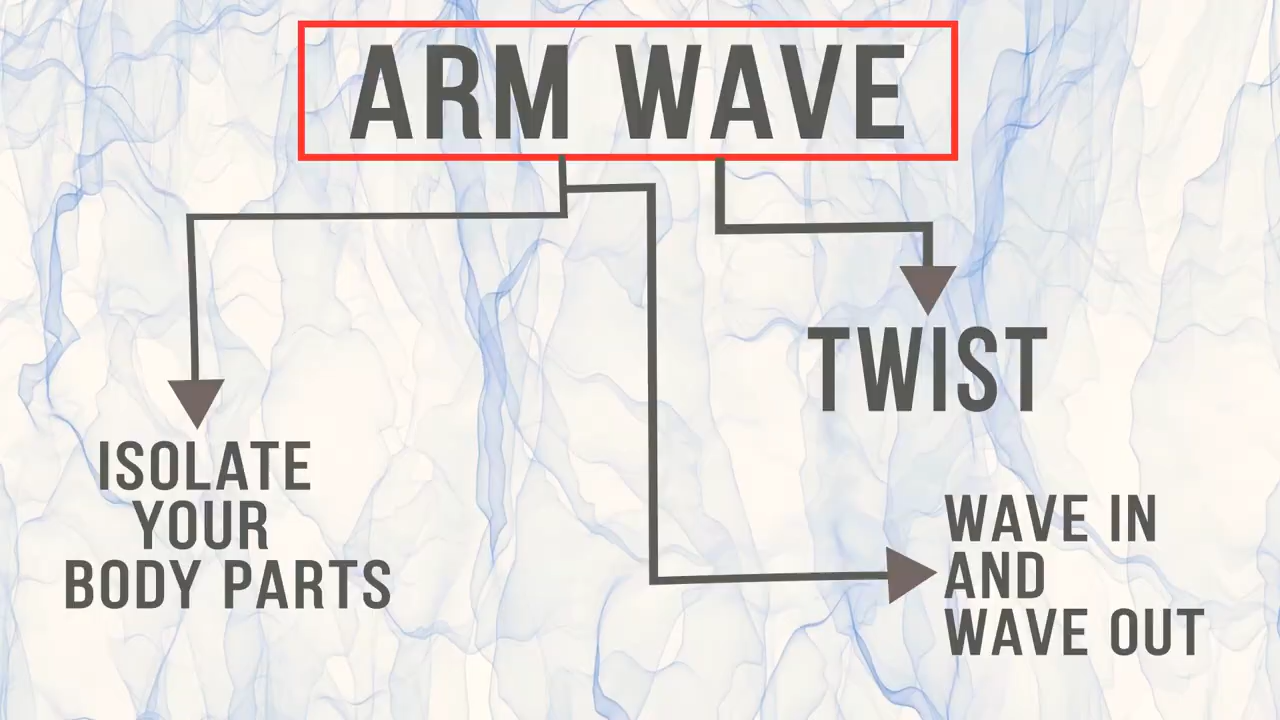 ARM WAVE
TWIST
ISOLATE
YOUR
BODY PARTS
WAVE IN
AND
WAVE OUT